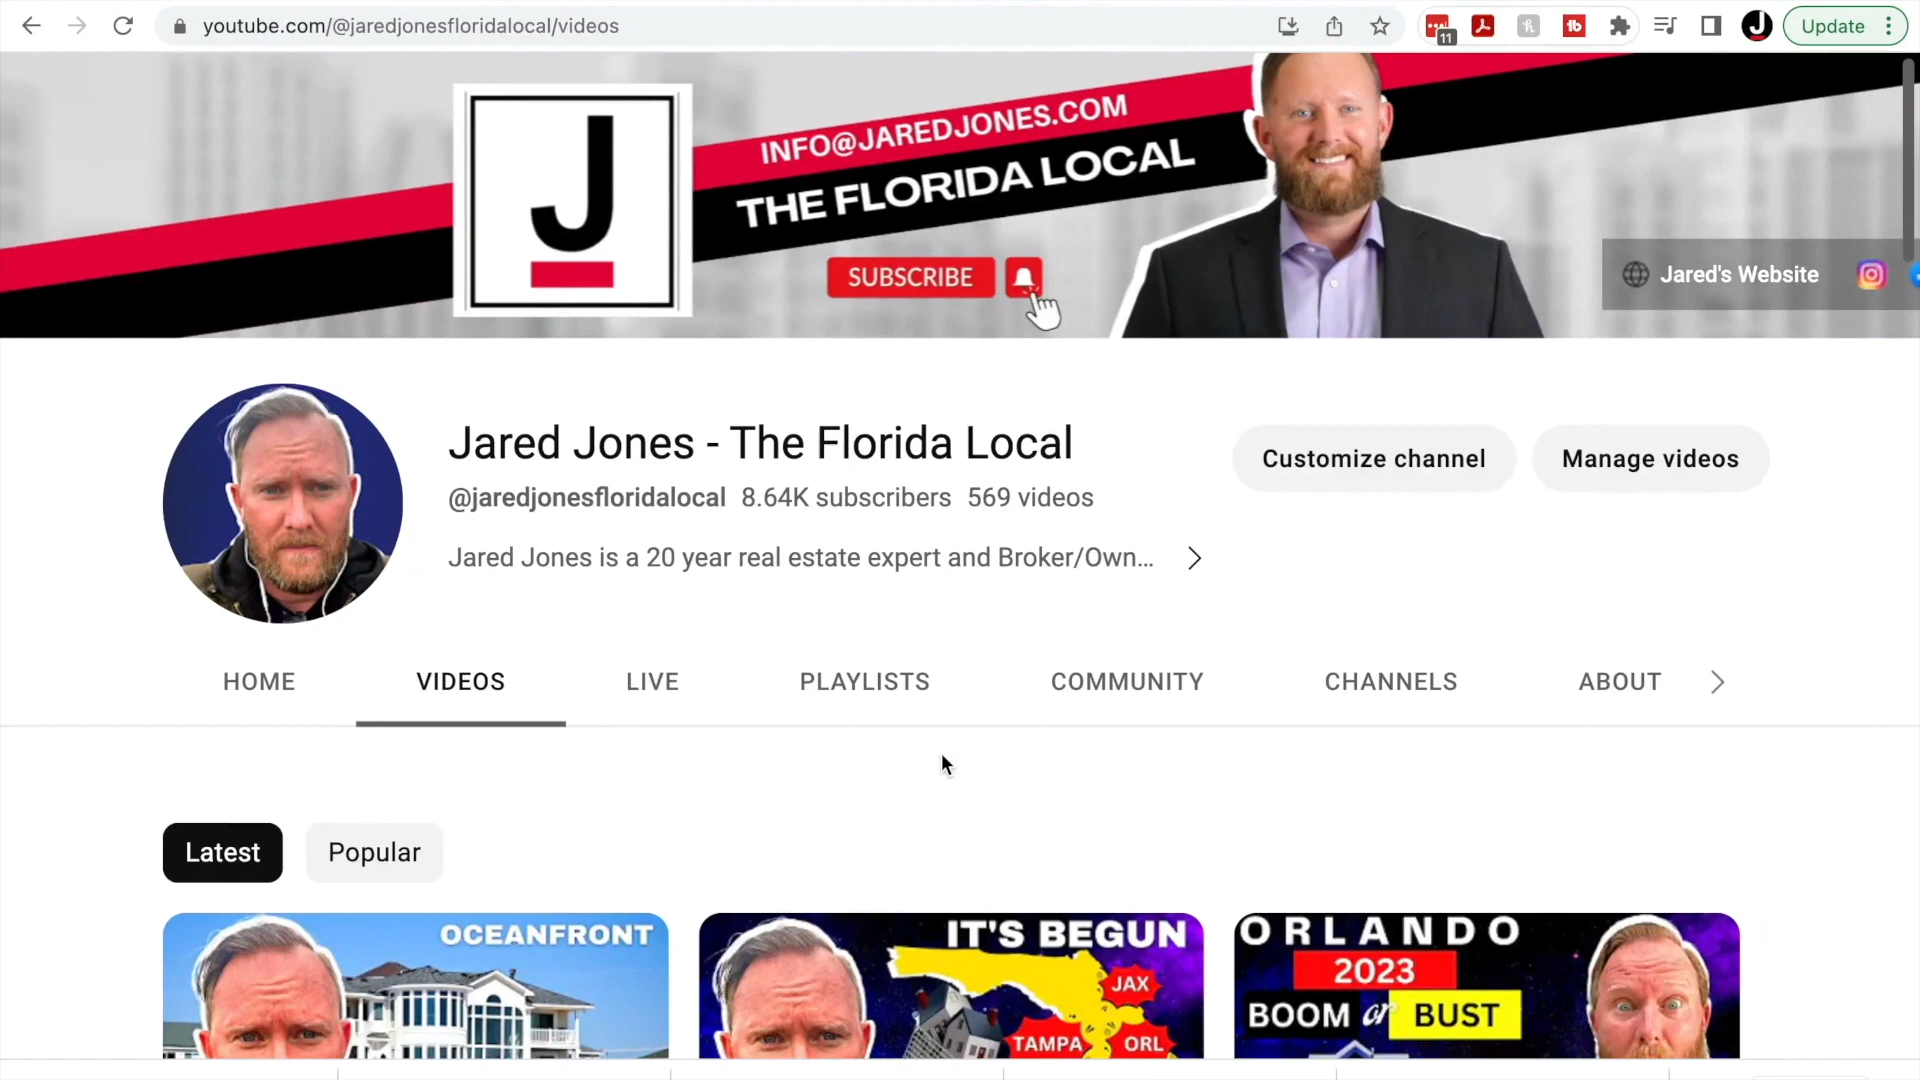 youtube.com/@jaredjonesfloridalocal/videos
11
tb
J
Update
J
INFO@JAREDJONES.COM
THE FLORIDA LOCAL
SUBSCRIBE
Jared's Website
Jared Jones - The Florida Local
@jaredjonesfloridalocal 8.64K subscribers 569 videos
Jared Jones is a 20 year real estate expert and Broker/Own...
Customize channel
Manage videos
HOME VIDEOS LIVE PLAYLISTS COMMUNITY CHANNELS ABOUT
Latest Popular
OCEANFRONT
IT'S BEGUN
JAX
TAMPA
ORL
ORLANDO
2023
BOOM or BUST